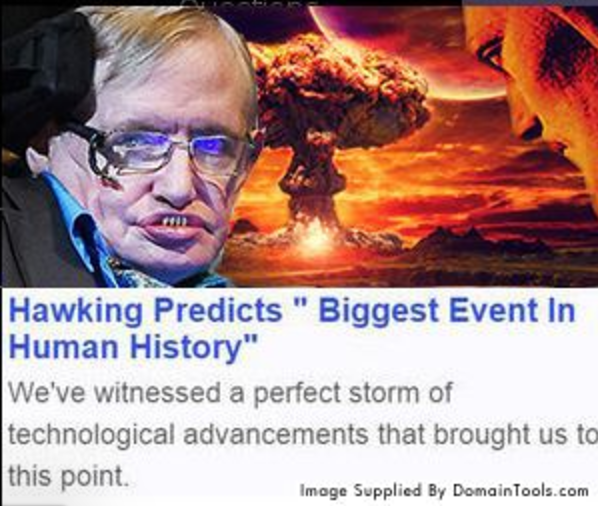 Questions
Hawking Predicts " Biggest Event In
Human History"
We've witnessed a perfect storm of
technological advancements that brought us to
this point.
Image Supplied By DomainTools.com